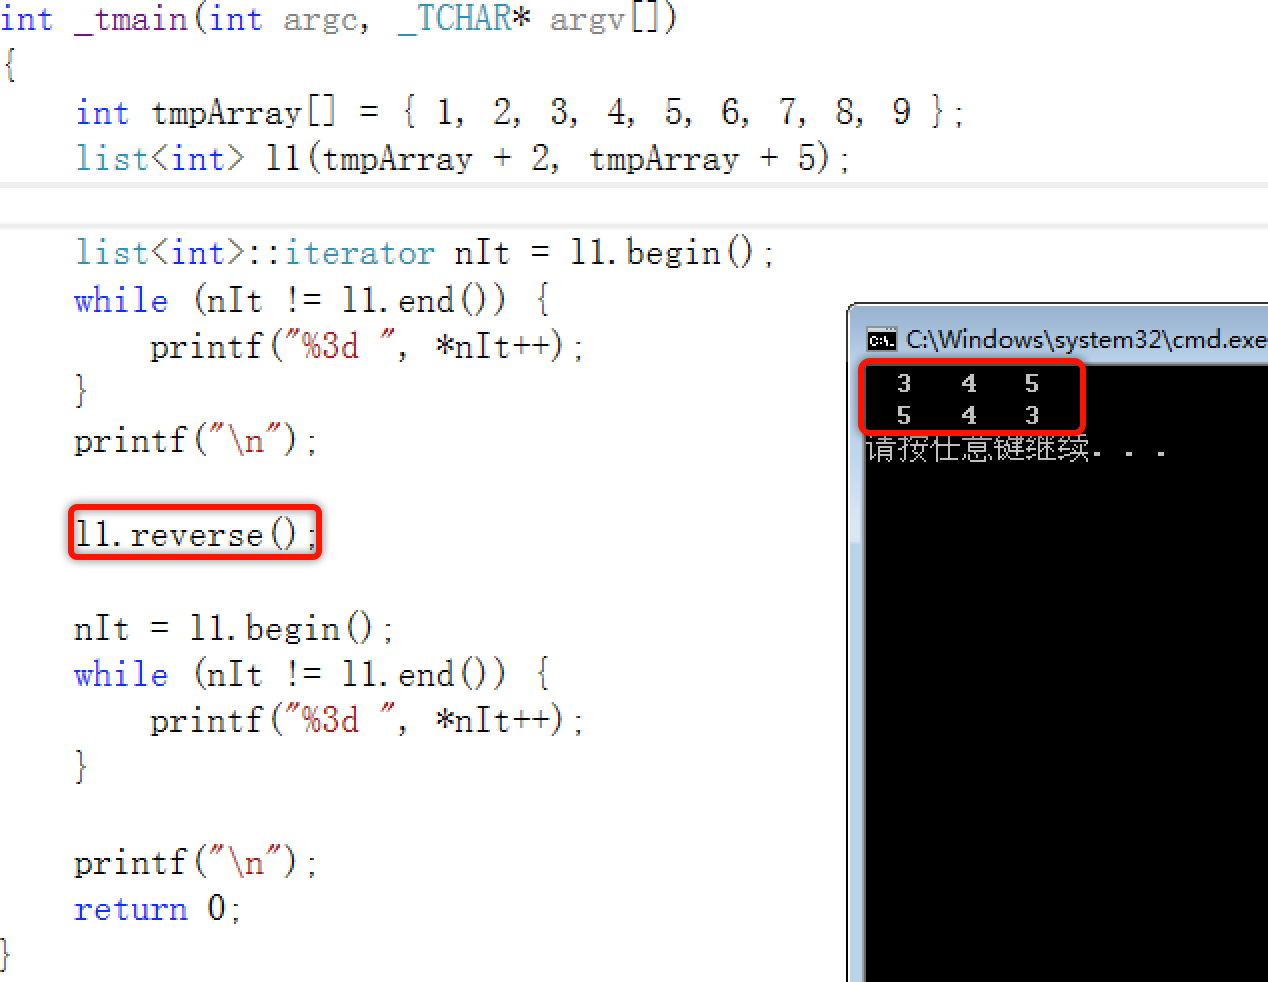 int _tmain(int argc, _TCHAR* argv[])
{
    int tmpArray[] = { 1, 2, 3, 4, 5, 6, 7, 8, 9 };
    list<int> l1(tmpArray + 2, tmpArray + 5);
    list<int>::iterator nIt = l1.begin();
    while (nIt != l1.end()) {
        printf("%3d ", *nIt++);
    }
    printf("\n");
    l1.reverse();
    nIt = l1.begin();
    while (nIt != l1.end()) {
        printf("%3d ", *nIt++);
    }
    printf("\n");
    return 0;
}
C:\Windows\system32\cmd.exe
3 4 5
5 4 3
请按任意键继续. . .